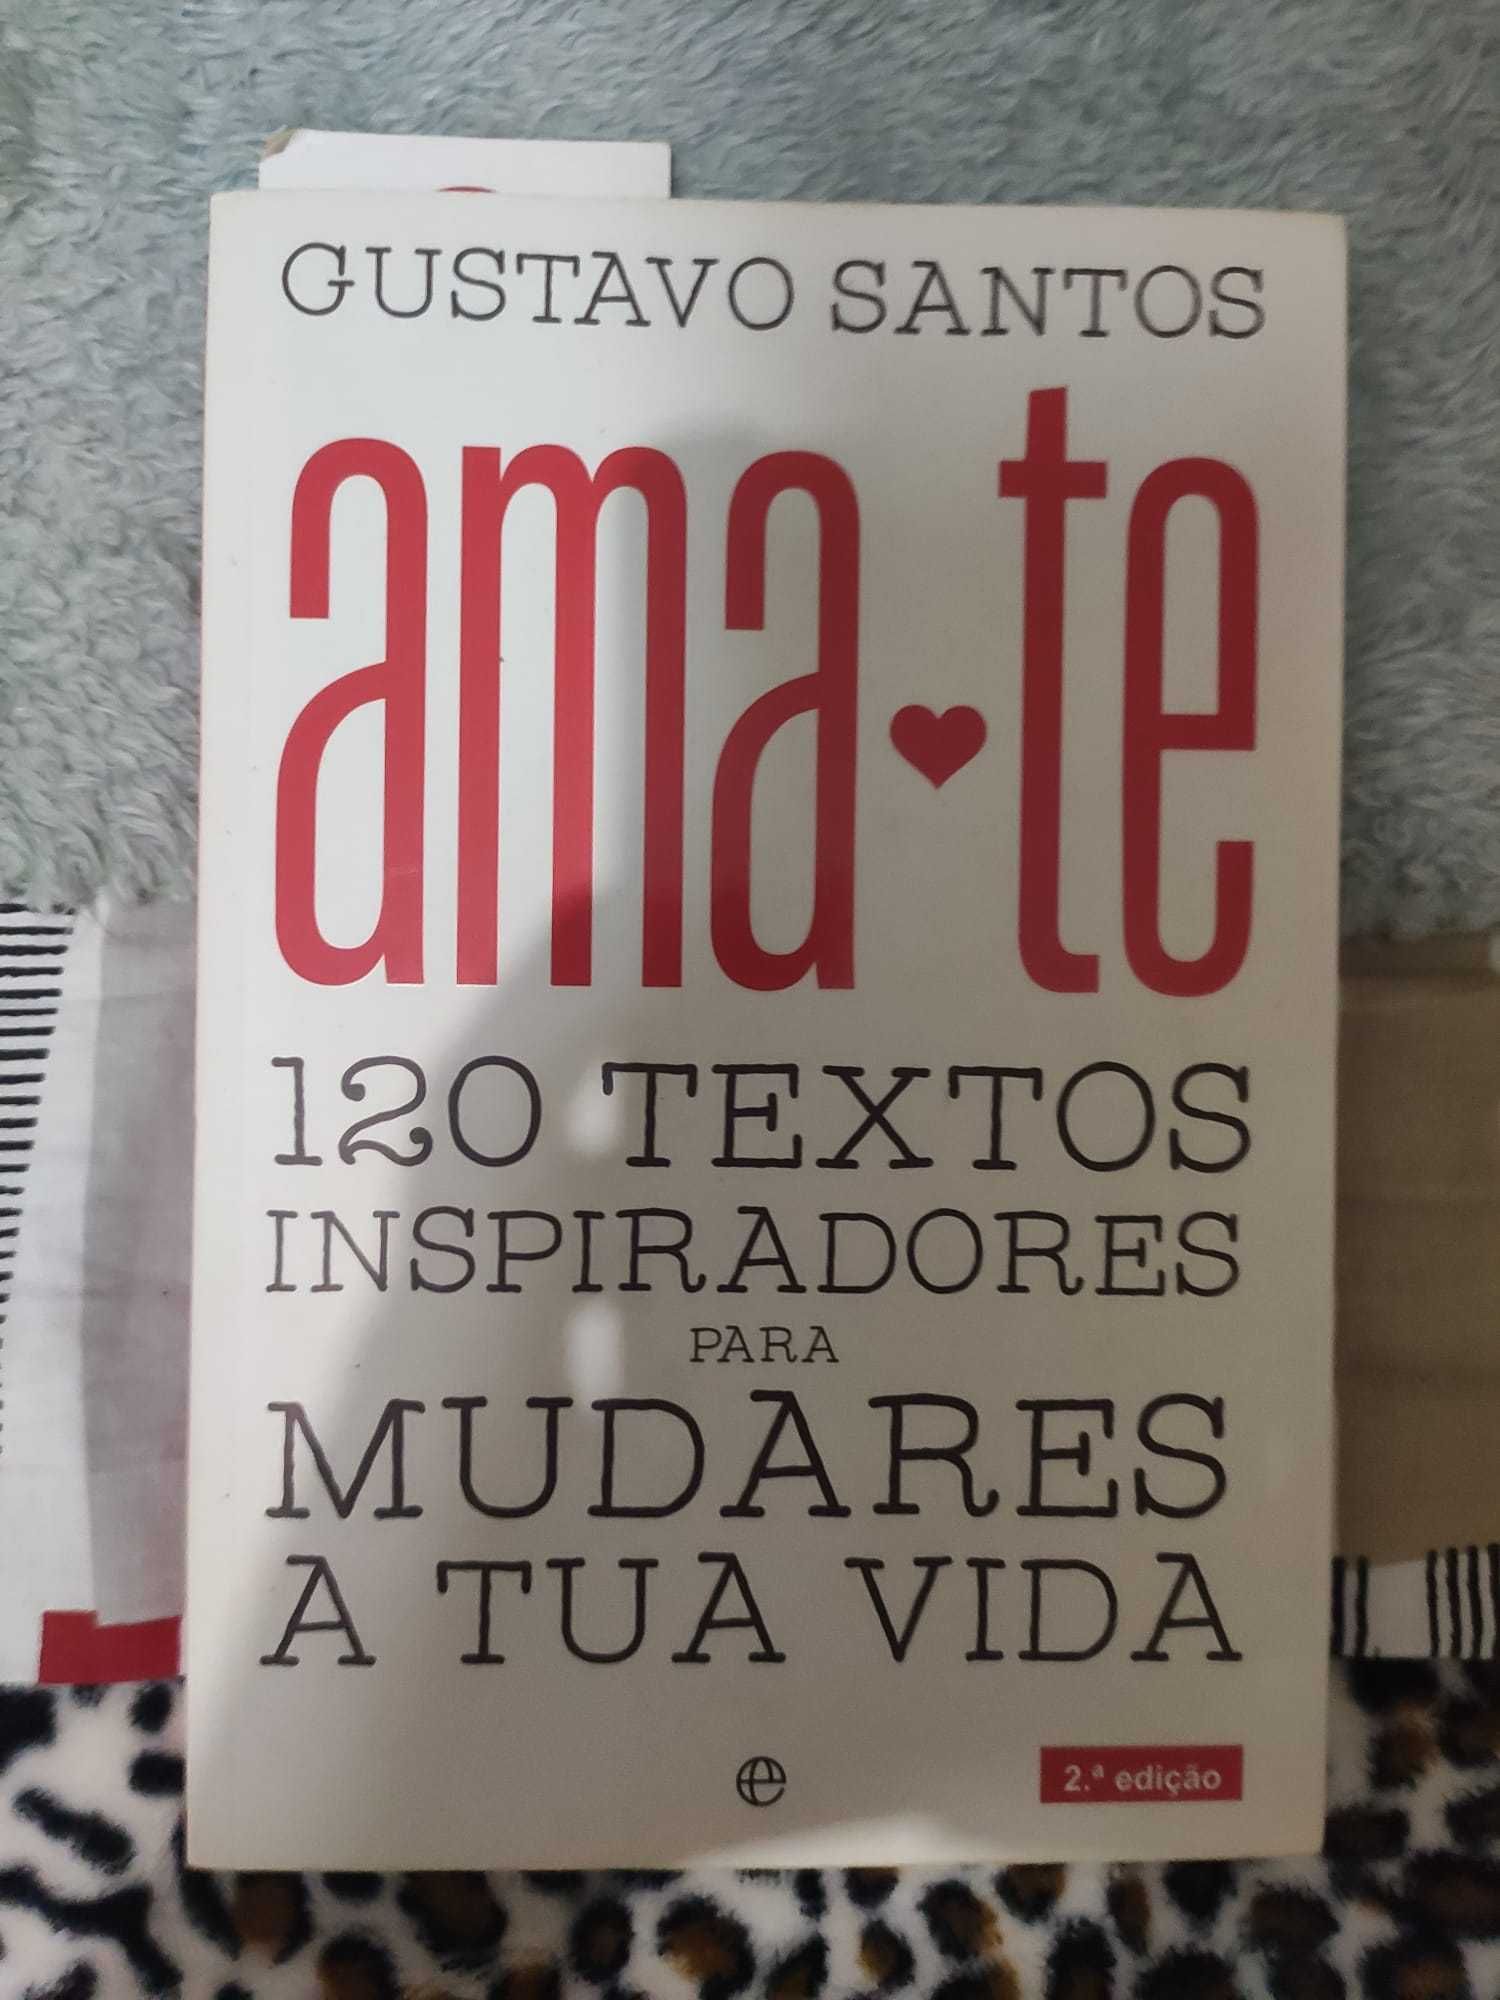 GUSTAVO SANTOS
ama-te
120 TEXTOS
INSPIRADORES
PARA
MUDARES
A TUA VIDA
e
2.ª edição